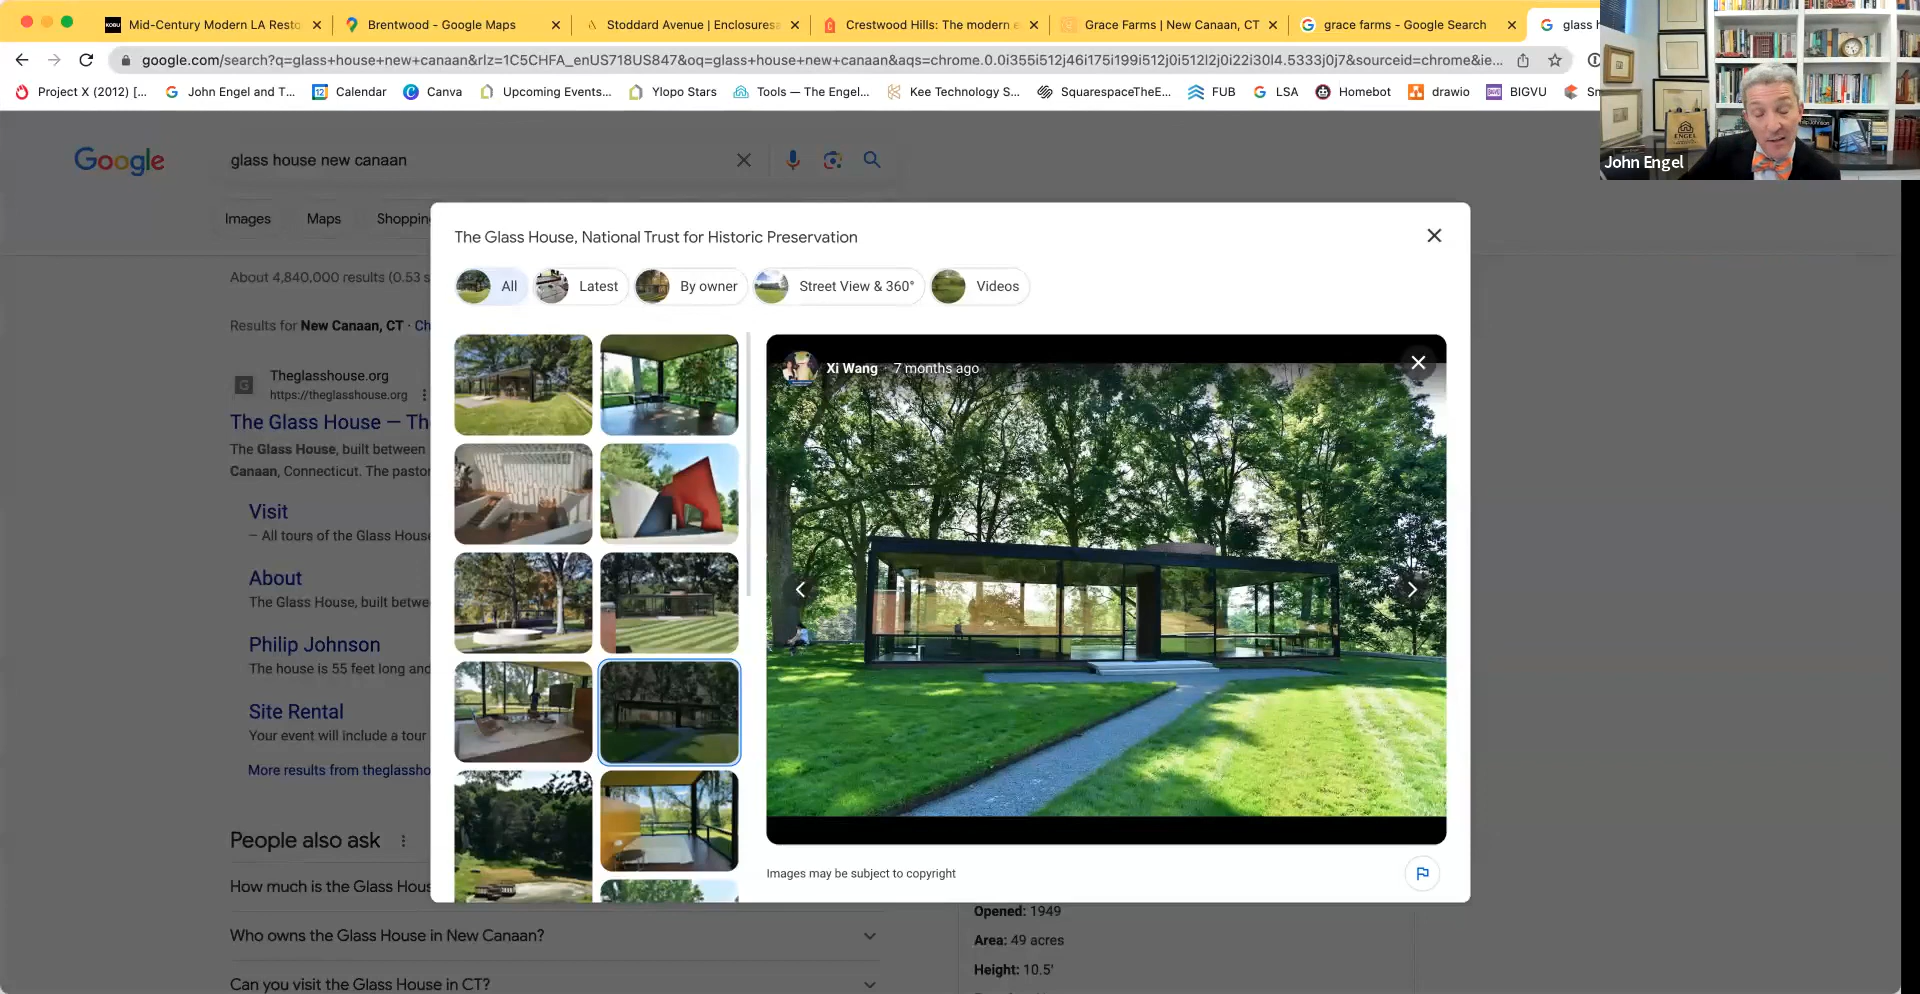 Mid-Century Modern LA Resto
Brentwood - Google Maps
Stoddard Avenue | Enclosuresa
Crestwood Hills: The modern e
Grace Farms | New Canaan, CT
grace farms - Google Search
glass h
google.com/search?q=glass+house+new+canaan&rlz=1C5CHFA_enUS718US847&oq=glass+house+new+canaan&aqs=chrome.0.0i355i512j46i175i199i512j0i512l2j0i22i30l4.5333j0j7&sourceid=chrome&ie...
Project X (2012) [...
John Engel and T...
Calendar
Canva
Upcoming Events...
Ylopo Stars
Tools — The Engel...
Kee Technology S...
SquarespaceTheE...
FUB
LSA
Homebot
drawio
BIGVU
Sm
ENGEL
John Engel
Google
glass house new canaan
Images
Maps
Shopping
About 4,840,000 results (0.53 s
Results for New Canaan, CT · Ch
Theglasshouse.org
https://theglasshouse.org
The Glass House — Th
The Glass House, built between
Canaan, Connecticut. The pastor
Visit
– All tours of the Glass House
About
The Glass House, built betwe
Philip Johnson
The house is 55 feet long and
Site Rental
Your event will include a tour
More results from theglassho
People also ask
How much is the Glass Hous
Who owns the Glass House in New Canaan?
Can you visit the Glass House in CT?
The Glass House, National Trust for Historic Preservation
All
Latest
By owner
Street View & 360°
Videos
Xi Wang · 7 months ago
Images may be subject to copyright
Opened: 1949
Area: 49 acres
Height: 10.5'